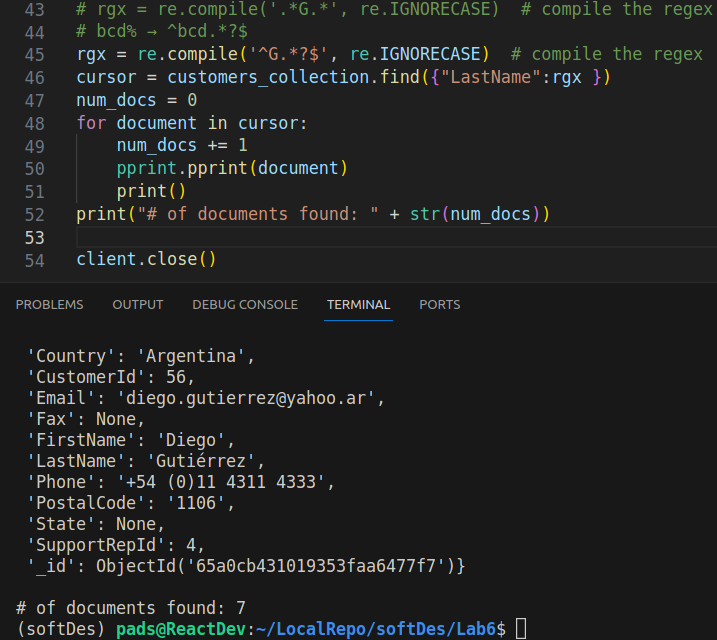 43 # rgx = re.compile('.*G.*', re.IGNORECASE)  # compile the regex
44 # bcd% → ^bcd.*?$
45 rgx = re.compile('^G.*?$', re.IGNORECASE)  # compile the regex
46 cursor = customers_collection.find({"LastName":rgx })
47 num_docs = 0
48 for document in cursor:
49     num_docs += 1
50     pprint.pprint(document)
51     print()
52 print("# of documents found: " + str(num_docs))
53
54 client.close()
PROBLEMS OUTPUT DEBUG CONSOLE TERMINAL PORTS
'Country': 'Argentina',
'CustomerId': 56,
'Email': 'diego.gutierrez@yahoo.ar',
'Fax': None,
'FirstName': 'Diego',
'LastName': 'Gutiérrez',
'Phone': '+54 (0)11 4311 4333',
'PostalCode': '1106',
'State': None,
'SupportRepId': 4,
'_id': ObjectId('65a0cb431019353faa6477f7')}
# of documents found: 7
(softDes) pads@ReactDev:~/LocalRepo/softDes/Lab6$